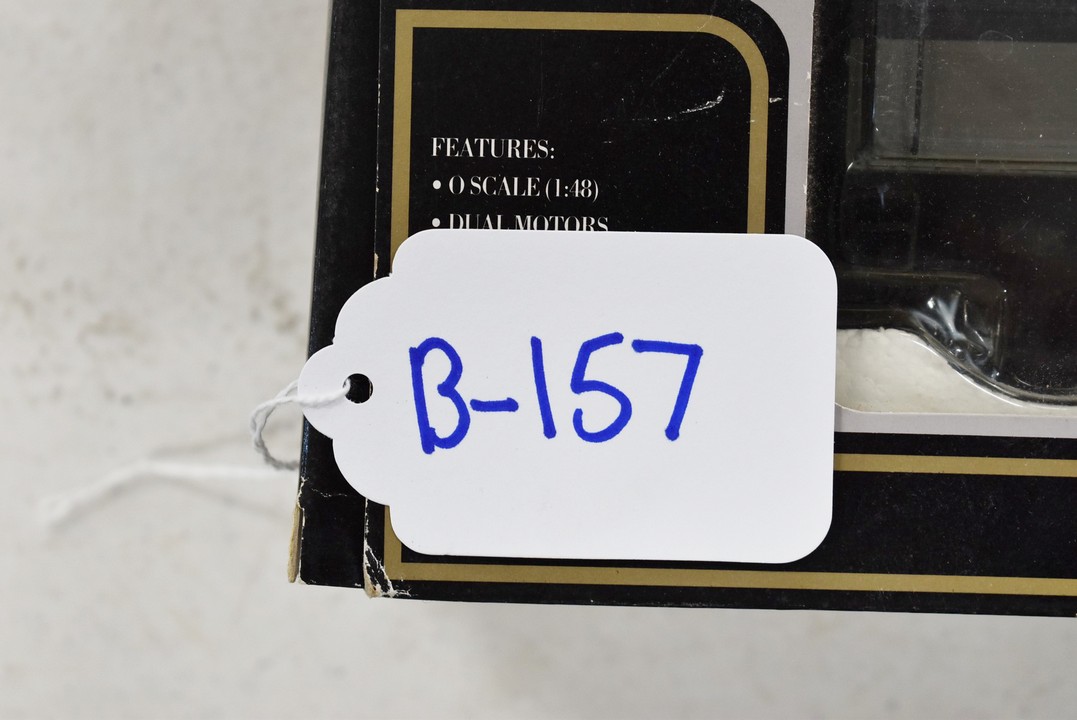 FEATURES:
• O SCALE (1:48)
• DUAL MOTORS
B-157